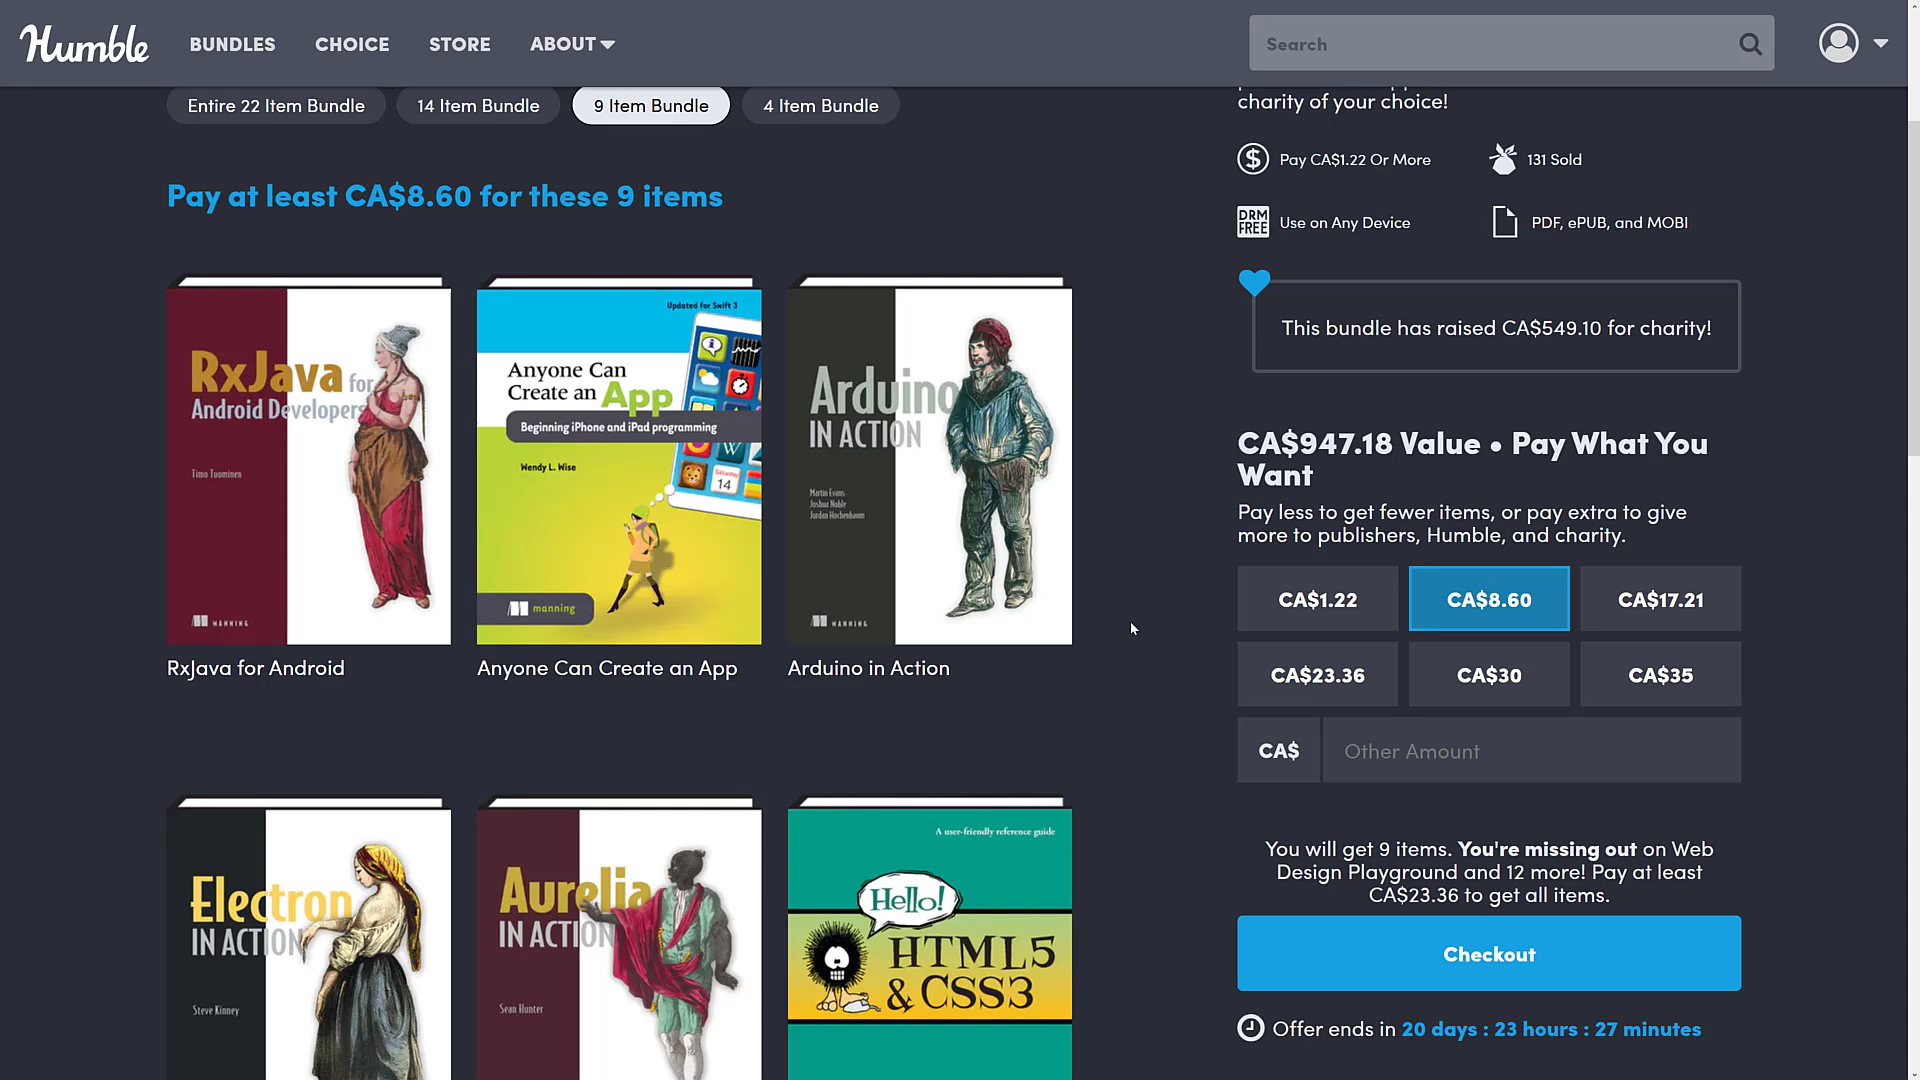 Humble
BUNDLES
CHOICE
STORE
ABOUT
Search
Entire 22 Item Bundle
14 Item Bundle
9 Item Bundle
4 Item Bundle
charity of your choice!
Pay CA$1.22 Or More
131 Sold
DRM
FREE
Use on Any Device
PDF, ePUB, and MOBI
Pay at least CA$8.60 for these 9 items
This bundle has raised CA$549.10 for charity!
RxJava for
Android Developers
Timo Tuominen
MANNING
RxJava for Android
Updated for Swift 3
Anyone Can
Create an App
Beginning iPhone and iPad programming
Wendy L. Wise
Saturday
14
manning
Anyone Can Create an App
Arduino
IN ACTION
Martin Evans
Joshua Noble
Jordan Hochenbaum
MANNING
Arduino in Action
CA$947.18 Value • Pay What You
Want
Pay less to get fewer items, or pay extra to give
more to publishers, Humble, and charity.
CA$1.22
CA$8.60
CA$17.21
CA$23.36
CA$30
CA$35
CA$
Other Amount
Electron
IN ACTION
Steve Kinney
Aurelia
IN ACTION
Sean Hunter
A user-friendly reference guide
Hello!
HTML5
& CSS3
You will get 9 items. You're missing out on Web
Design Playground and 12 more! Pay at least
CA$23.36 to get all items.
Checkout
Offer ends in 20 days : 23 hours : 27 minutes